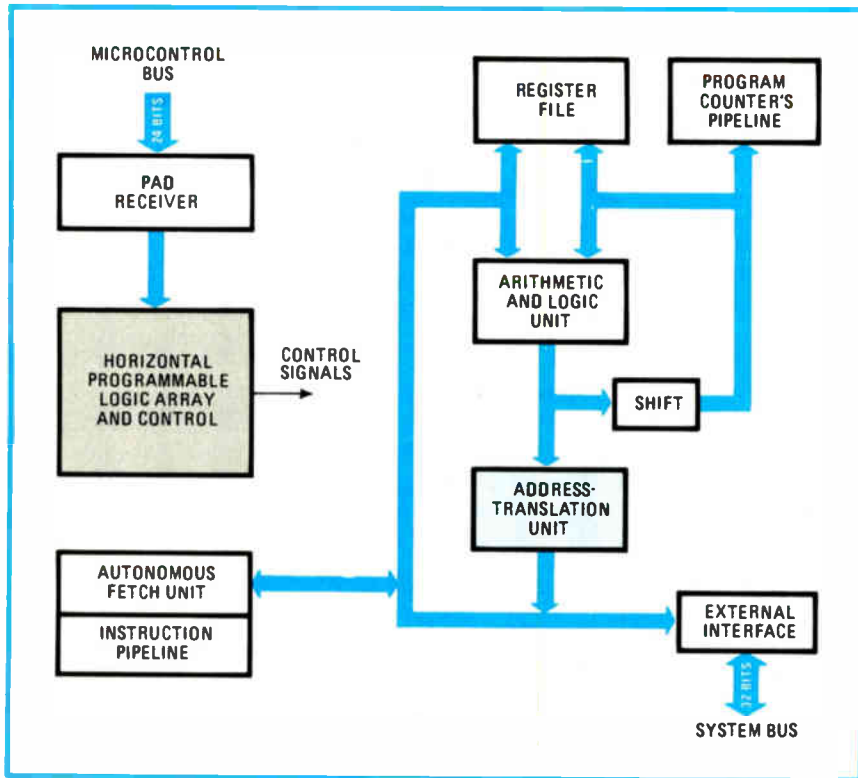 MICROCONTROL
BUS
24 BITS
PAD
RECEIVER
HORIZONTAL
PROGRAMMABLE
LOGIC ARRAY
AND CONTROL
CONTROL
SIGNALS
AUTONOMOUS
FETCH UNIT
INSTRUCTION
PIPELINE
REGISTER
FILE
PROGRAM
COUNTER'S
PIPELINE
ARITHMETIC
AND LOGIC
UNIT
SHIFT
ADDRESS-
TRANSLATION
UNIT
EXTERNAL
INTERFACE
32 BITS
SYSTEM BUS